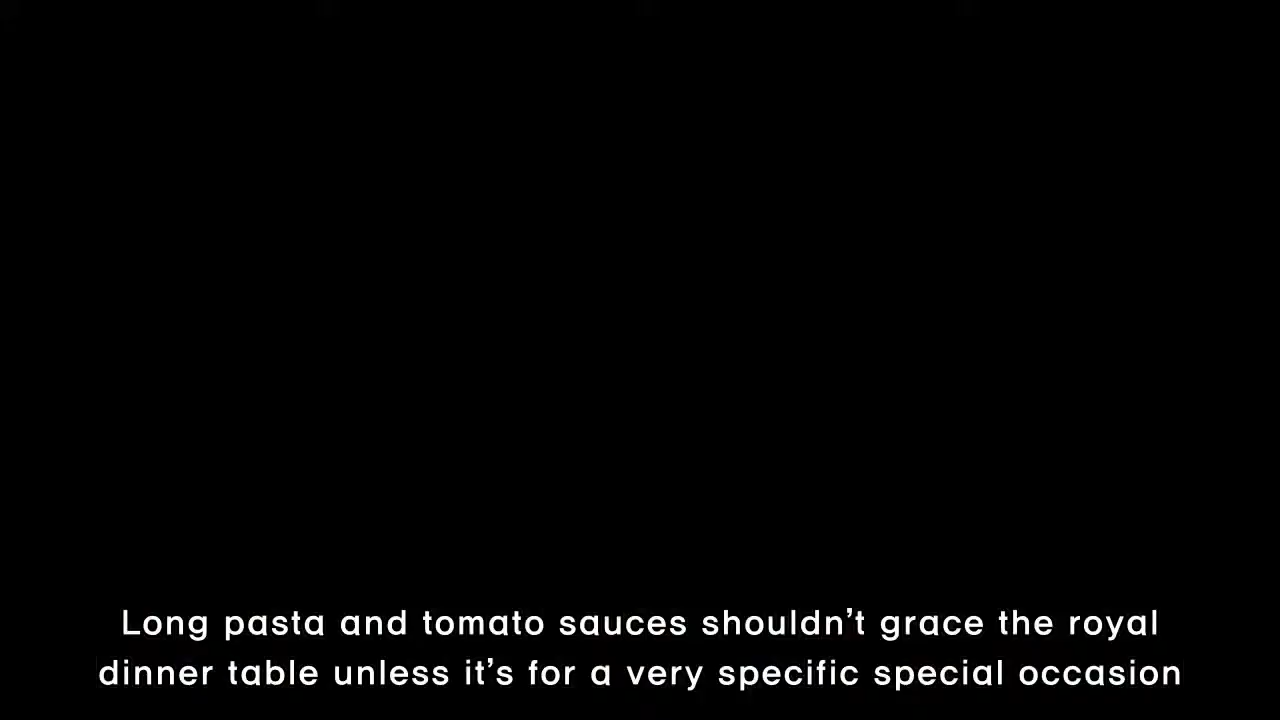 Long pasta and tomato sauces shouldn’t grace the royal
dinner table unless it’s for a very specific special occasion